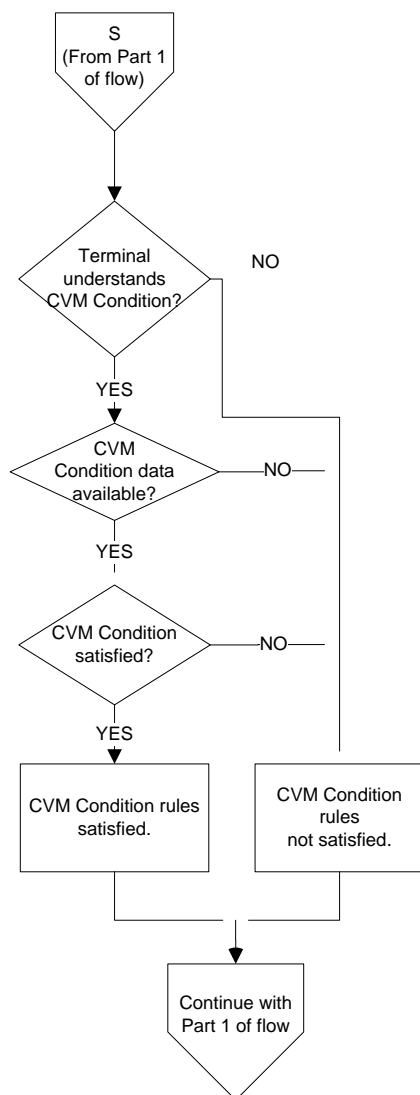 S
(From Part 1
of flow)
Terminal
understands
CVM Condition?
NO
YES
CVM
Condition data
available?
NO
YES
CVM Condition
satisfied?
NO
YES
CVM Condition rules
satisfied.
CVM Condition
rules
not satisfied.
Continue with
Part 1 of flow